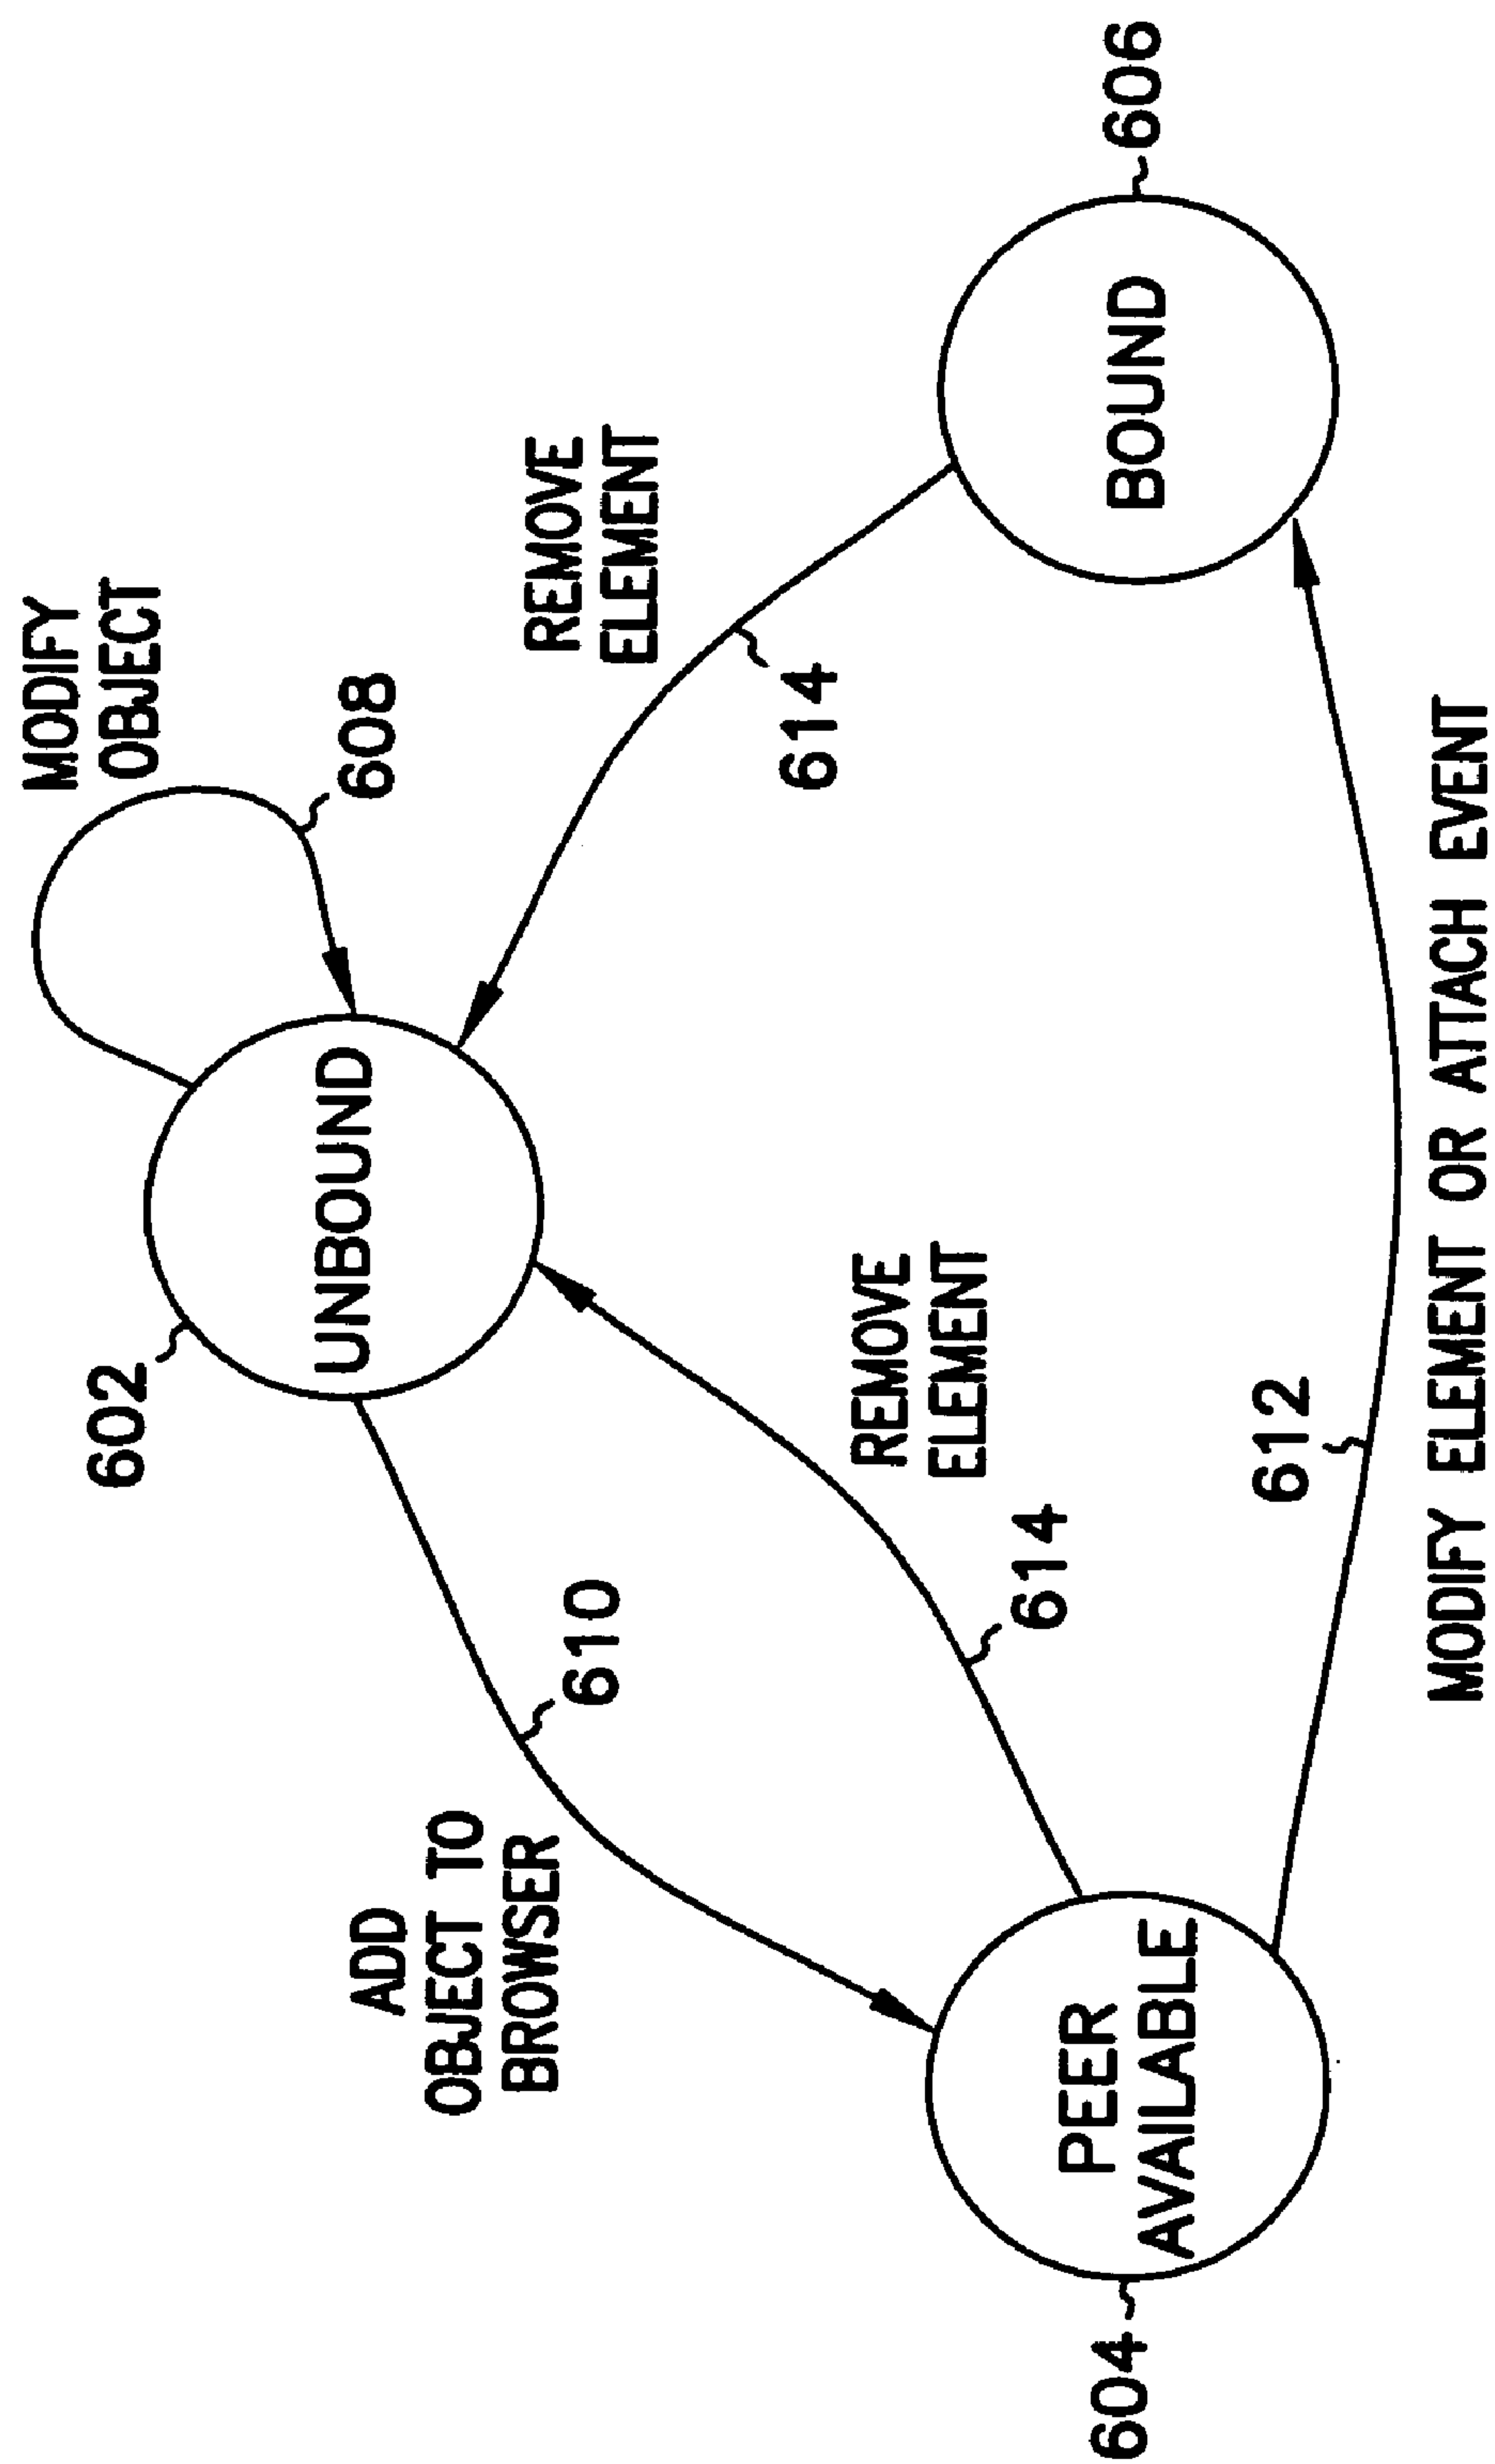 MODIFY
OBJECT
608
602
UNBOUND
ADD
OBJECT TO
BROWSER
610
REMOVE
ELEMENT
614
REMOVE
ELEMENT
614
604
PEER
AVAILABLE
BOUND
606
612
MODIFY ELEMENT OR ATTACH EVENT